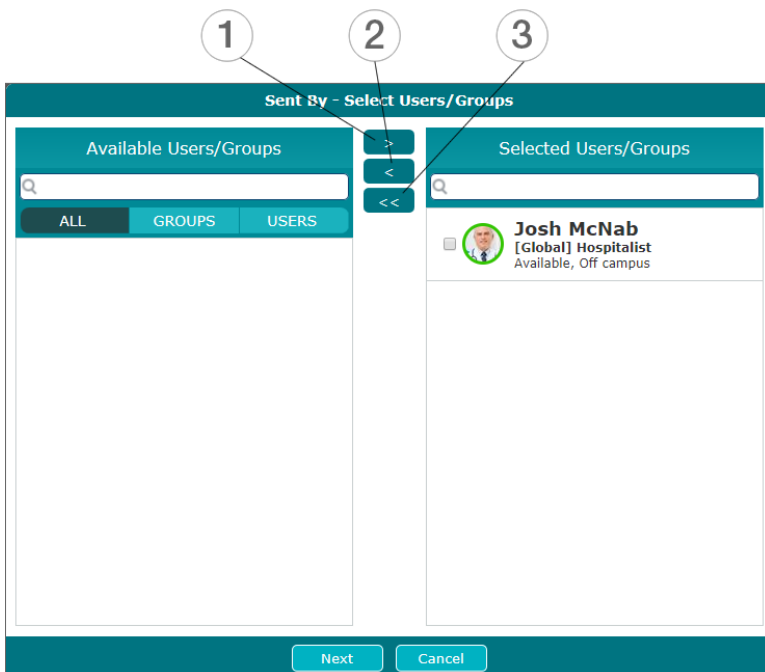 1 2 3
Sent By - Select Users/Groups
Available Users/Groups
ALL GROUPS USERS
>
<
<<
Selected Users/Groups
Josh McNab
[Global] Hospitalist
Available, Off campus
Next Cancel